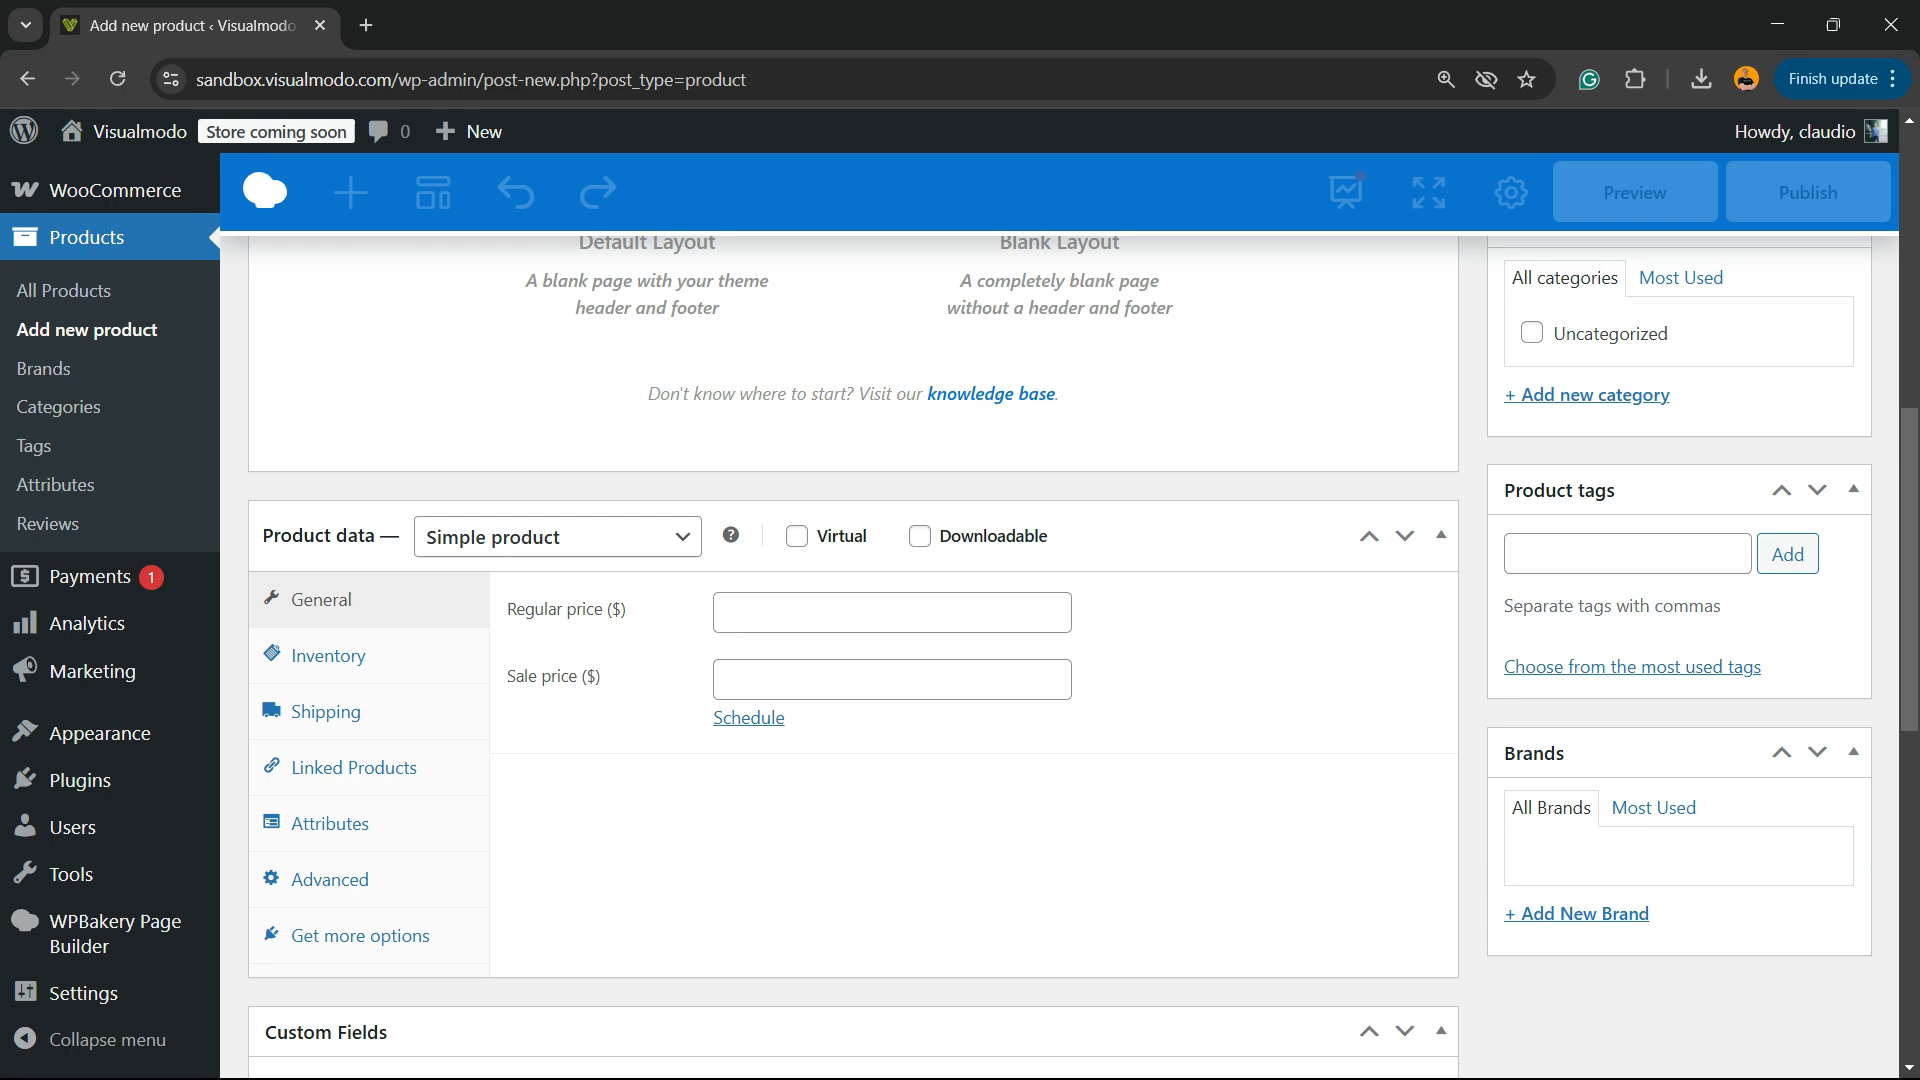 Add new product ‹ Visualmodo
sandbox.visualmodo.com/wp-admin/post-new.php?post_type=product
Finish update
Visualmodo
Store coming soon
0
New
Howdy, claudio
WooCommerce
Products
All Products
Add new product
Brands
Categories
Tags
Attributes
Reviews
Payments 1
Analytics
Marketing
Appearance
Plugins
Users
Tools
WPBakery Page
Builder
Settings
Collapse menu
Preview
Publish
Default Layout
A blank page with your theme
header and footer
Blank Layout
A completely blank page
without a header and footer
Don't know where to start? Visit our knowledge base.
Product data —
Simple product
Virtual
Downloadable
General
Inventory
Shipping
Linked Products
Attributes
Advanced
Get more options
Regular price ($)
Sale price ($)
Schedule
Custom Fields
All categories
Most Used
Uncategorized
+ Add new category
Product tags
Add
Separate tags with commas
Choose from the most used tags
Brands
All Brands
Most Used
+ Add New Brand